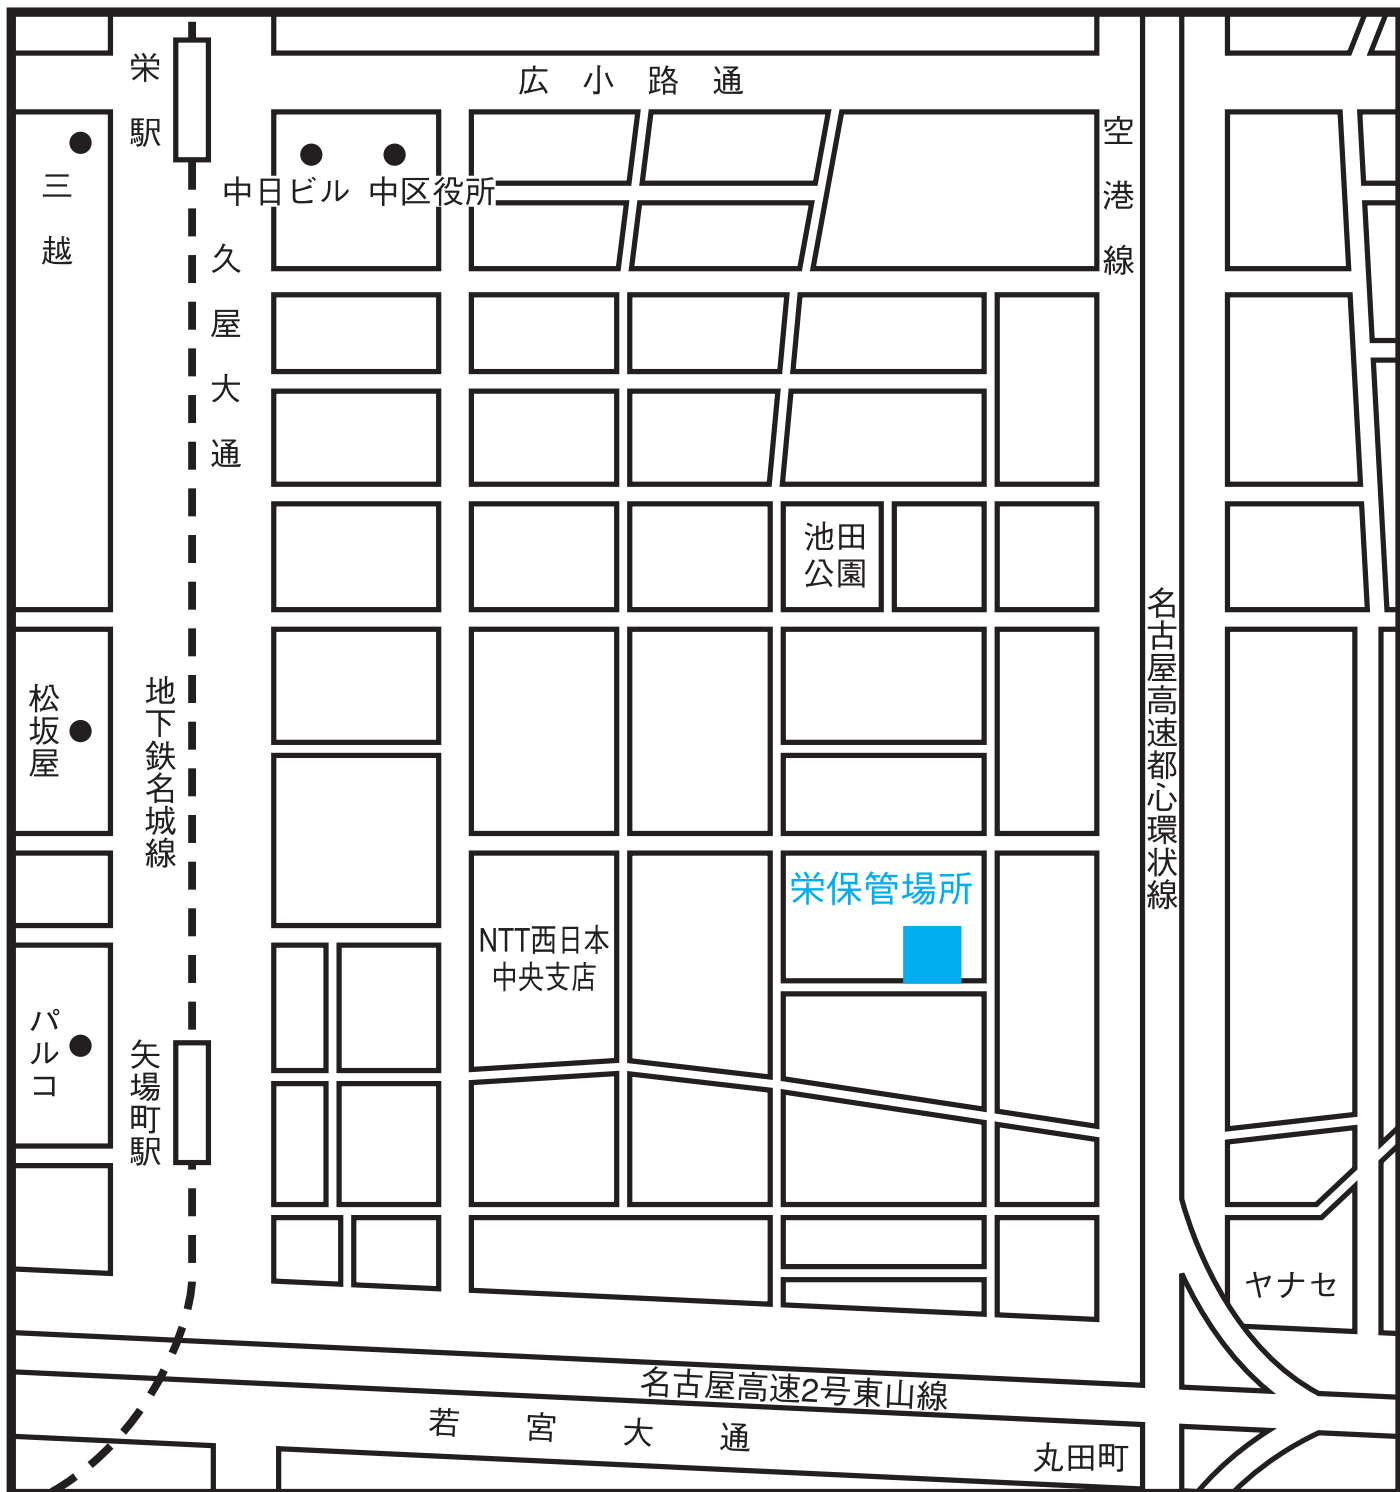 栄駅
広小路通
空港線
三越
中日ビル
中区役所
久屋大通
池田
公園
名古屋高速都心環状線
松坂屋
地下鉄名城線
栄保管場所
NTT西日本
中央支店
パルコ
矢場町駅
ヤナセ
名古屋高速2号東山線
若宮大通
丸田町